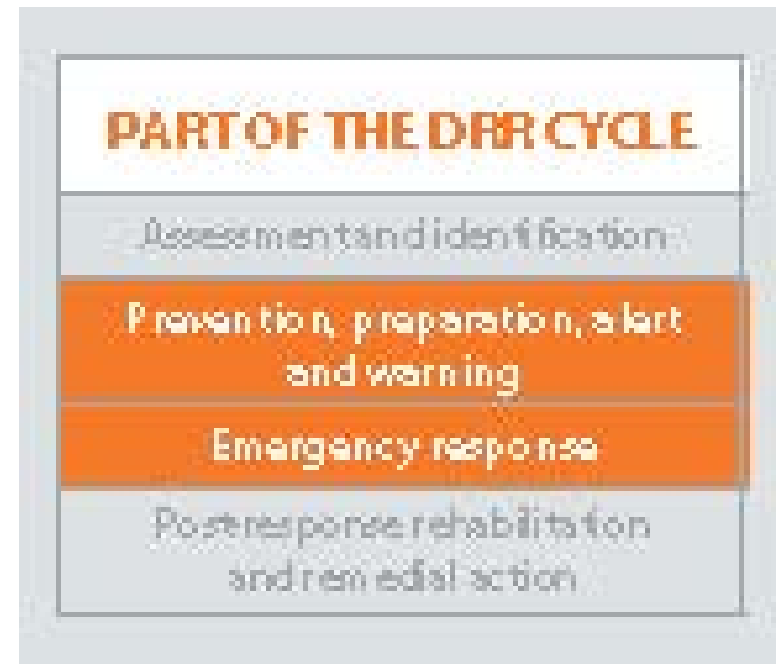 PART OF THE DRR CYCLE
Assessment and identification
Prevention, preparation, alert
and warning
Emergency response
Post-response rehabilitation
and remedial action